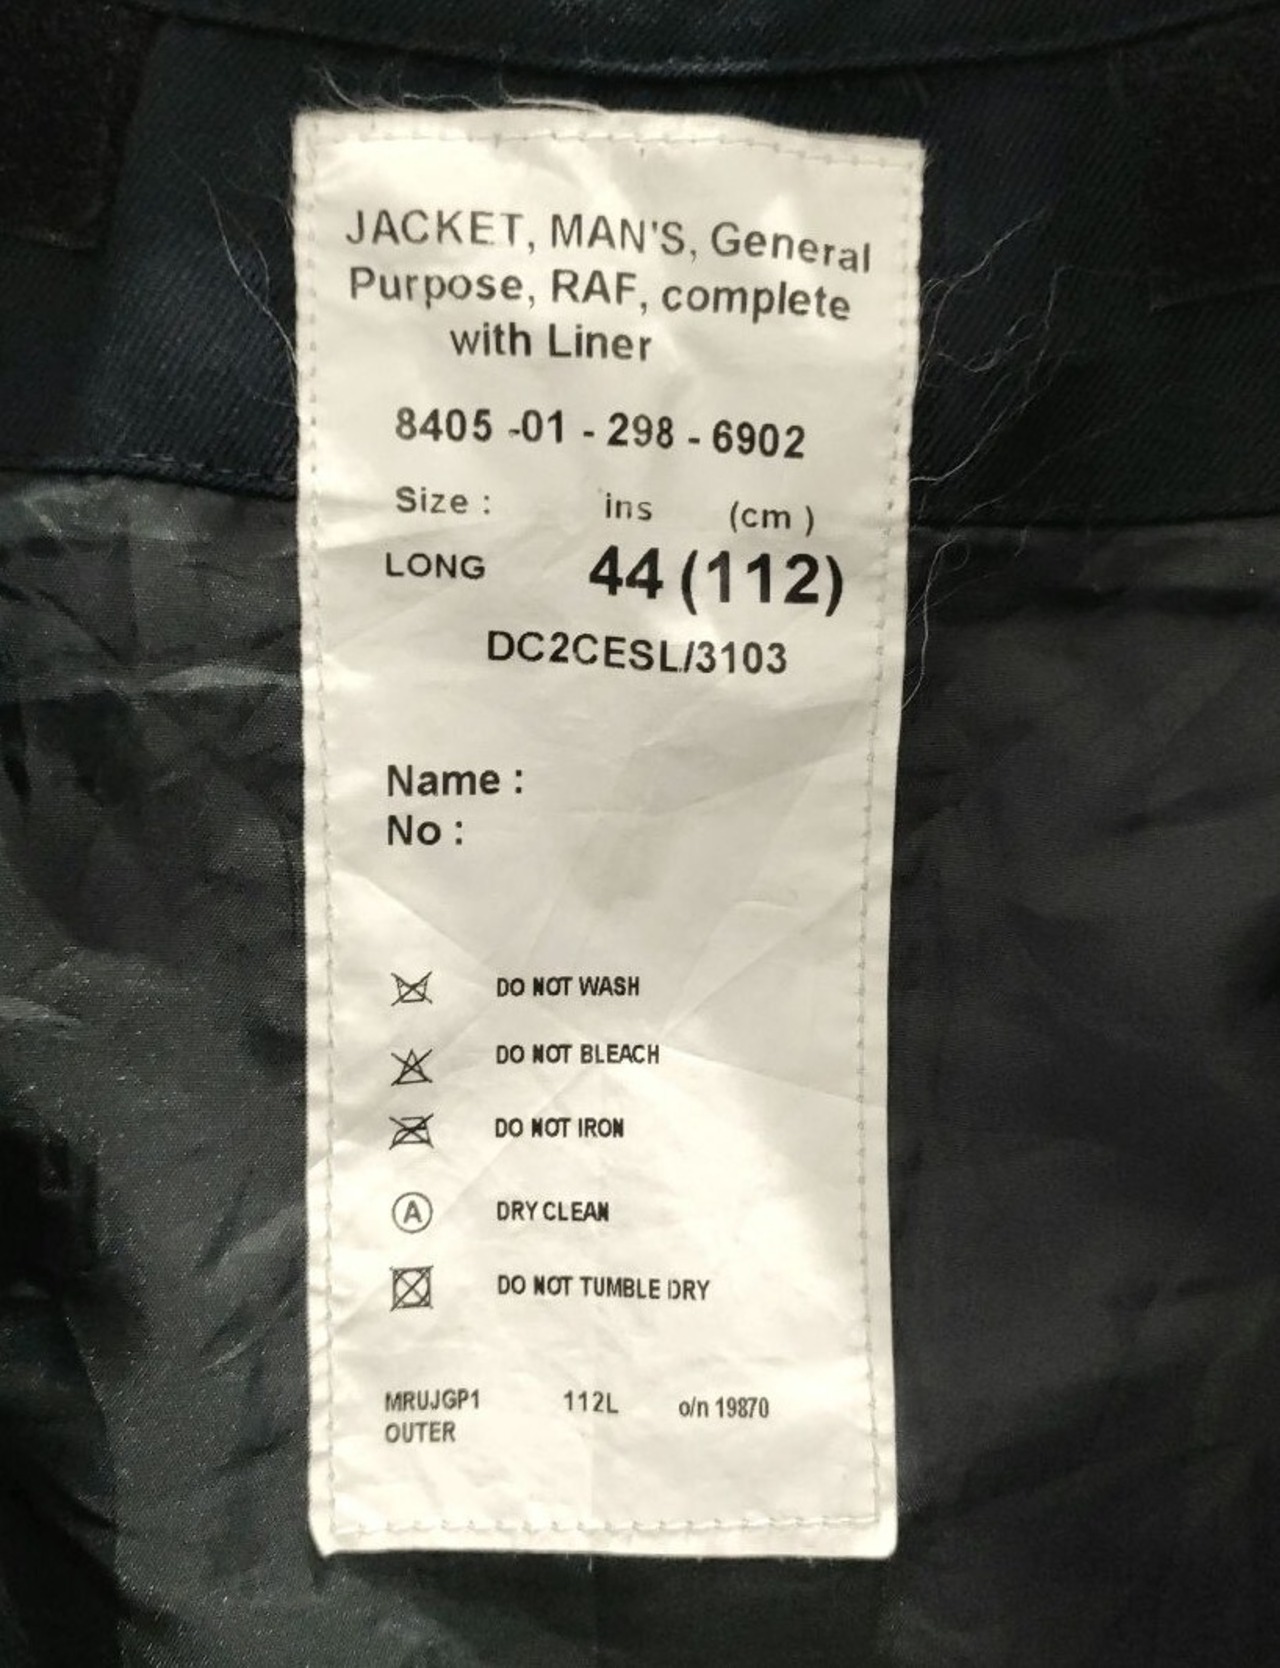 JACKET, MAN'S, General
Purpose, RAF, complete
with Liner
8405 -01 - 298 - 6902
Size : ins (cm )
LONG 44 (112)
DC2CESL/3103
Name :
No :
DO NOT WASH
DO NOT BLEACH
DO NOT IRON
A DRY CLEAN
DO NOT TUMBLE DRY
MRUJGP1 112L o/n 19870
OUTER